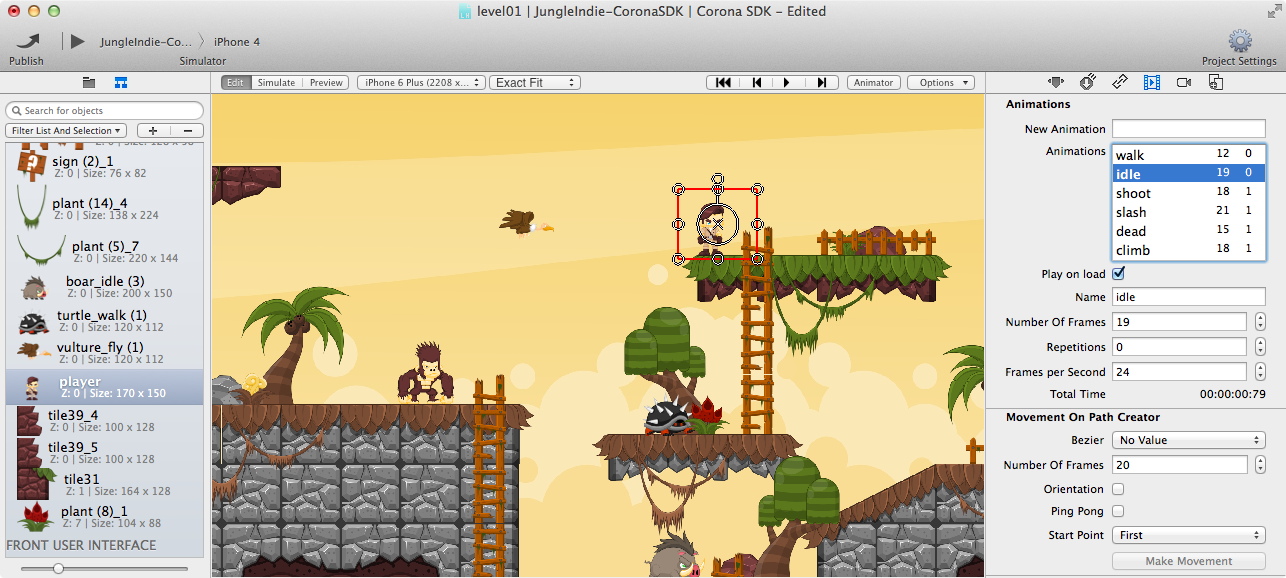 level01 | JungleIndie-CoronaSDK | Corona SDK - Edited
Publish
JungleIndie-Co... iPhone 4
Simulator
Project Settings
Edit Simulate Preview iPhone 6 Plus (2208 x... Exact Fit Animator Options
Search for objects
Filter List And Selection + −
sign (2)_1
Z: 0 | Size: 76 x 82
plant (14)_4
Z: 0 | Size: 138 x 224
plant (5)_7
Z: 0 | Size: 220 x 144
boar_idle (3)
Z: 0 | Size: 200 x 150
turtle_walk (1)
Z: 0 | Size: 120 x 112
vulture_fly (1)
Z: 0 | Size: 120 x 112
player
Z: 0 | Size: 170 x 150
tile39_4
Z: 0 | Size: 100 x 128
tile39_5
Z: 0 | Size: 100 x 128
tile31
Z: 1 | Size: 164 x 128
plant (8)_1
Z: 7 | Size: 104 x 88
FRONT USER INTERFACE
Animations
New Animation
Animations
walk 12 0
idle 19 0
shoot 18 1
slash 21 1
dead 15 1
climb 18 1
Play on load
Name idle
Number Of Frames 19
Repetitions 0
Frames per Second 24
Total Time 00:00:00:79
Movement On Path Creator
Bezier No Value
Number Of Frames 20
Orientation
Ping Pong
Start Point First
Make Movement